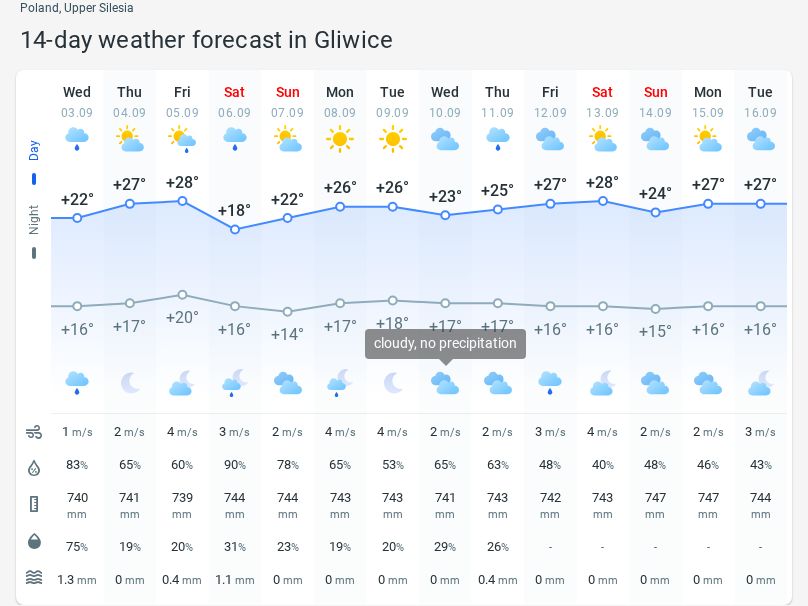 Poland, Upper Silesia
14-day weather forecast in Gliwice
Wed Thu Fri Sat Sun Mon Tue Wed Thu Fri Sat Sun Mon Tue
03.09 04.09 05.09 06.09 07.09 08.09 09.09 10.09 11.09 12.09 13.09 14.09 15.09 16.09
Day
+22° +27° +28° +18° +22° +26° +26° +23° +25° +27° +28° +24° +27° +27°
Night
+16° +17° +20° +16° +14° +17° +18° +17° +17° +16° +16° +15° +16° +16°
cloudy, no precipitation
1 m/s 2 m/s 4 m/s 3 m/s 2 m/s 4 m/s 4 m/s 2 m/s 2 m/s 3 m/s 4 m/s 2 m/s 2 m/s 3 m/s
83% 65% 60% 90% 78% 65% 53% 65% 63% 48% 40% 48% 46% 43%
740 741 739 744 744 743 743 741 743 742 743 747 747 744
mm mm mm mm mm mm mm mm mm mm mm mm mm mm
75% 19% 20% 31% 23% 19% 20% 29% 26% - - - - -
1.3 mm 0 mm 0.4 mm 1.1 mm 0 mm 0 mm 0 mm 0 mm 0.4 mm 0 mm 0 mm 0 mm 0 mm 0 mm